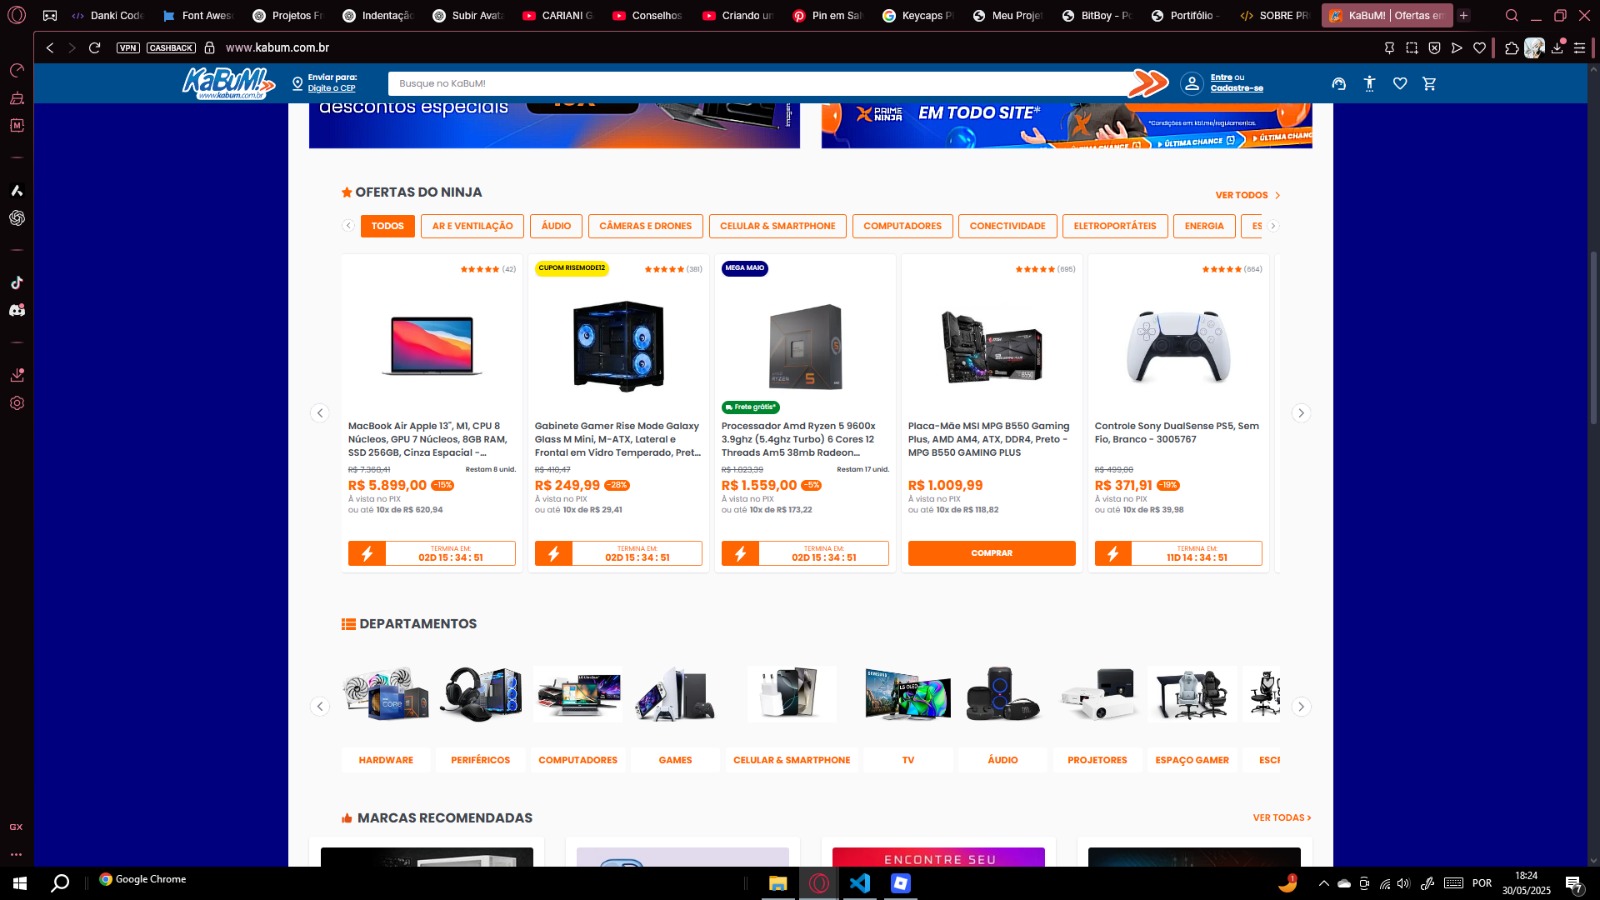 Danki Code
Font Awes
Projetos Fr
Indentaçã
Subir Avata
CARIANI G
Conselhos
Criando un
Pin em Sal
Keycaps P
Meu Proje
BitBoy - Po
Portifólio -
SOBRE PR
KaBuM! | Ofertas em
VPN
CASHBACK
www.kabum.com.br
KaBuM!
www.kabum.com.br
Enviar para:
Digite o CEP
Busque no KaBuM!
Entre ou
Cadastre-se
descontos especiais
10X
PRIME
NINJA
EM TODO SITE*
*Condições em kabum.me/regulamentos.
ÚLTIMA CHANCE
ÚLTIMA CHANCE
ÚLTIMA CHANCE
OFERTAS DO NINJA
VER TODOS >
TODOS
AR E VENTILAÇÃO
ÁUDIO
CÂMERAS E DRONES
CELULAR & SMARTPHONE
COMPUTADORES
CONECTIVIDADE
ELETROPORTÁTEIS
ENERGIA
ES
(42)
MacBook Air Apple 13", M1, CPU 8
Núcleos, GPU 7 Núcleos, 8GB RAM,
SSD 256GB, Cinza Espacial -...
R$ 7.368,41
Restam 8 unid.
R$ 5.899,00 -15%
À vista no PIX
ou até 10x de R$ 620,94
TERMINA EM:
02D 15 : 34 : 51
CUPOM RISEMODE12
(381)
Gabinete Gamer Rise Mode Galaxy
Glass M Mini, M-ATX, Lateral e
Frontal em Vidro Temperado, Pret...
R$ 410,47
R$ 249,99 -28%
À vista no PIX
ou até 10x de R$ 29,41
TERMINA EM:
02D 15 : 34 : 51
MEGA MAIO
RYZEN
5
Frete grátis*
Processador Amd Ryzen 5 9600x
3.9ghz (5.4ghz Turbo) 6 Cores 12
Threads Am5 38mb Radeon...
R$ 1.823,39
Restam 17 unid.
R$ 1.559,00 -5%
À vista no PIX
ou até 10x de R$ 173,22
TERMINA EM:
02D 15 : 34 : 51
(695)
Placa-Mãe MSI MPG B550 Gaming
Plus, AMD AM4, ATX, DDR4, Preto -
MPG B550 GAMING PLUS
R$ 1.009,99
À vista no PIX
ou até 10x de R$ 118,82
COMPRAR
(664)
Controle Sony DualSense PS5, Sem
Fio, Branco - 3005767
R$ 499,00
R$ 371,91 -19%
À vista no PIX
ou até 10x de R$ 39,98
TERMINA EM:
11D 14 : 34 : 51
DEPARTAMENTOS
HARDWARE
PERIFÉRICOS
COMPUTADORES
GAMES
CELULAR & SMARTPHONE
TV
ÁUDIO
PROJETORES
ESPAÇO GAMER
ESCR
MARCAS RECOMENDADAS
VER TODAS >
ENCONTRE SEU
GX
Google Chrome
POR
18:24
30/05/2025